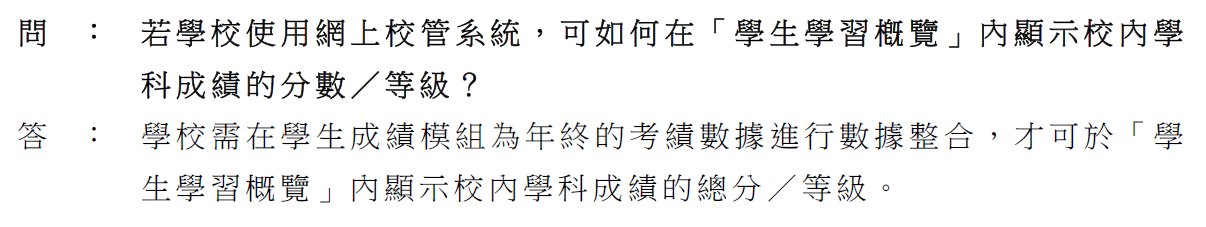 問 ： 若學校使用網上校管系統，可如何在「學生學習概覽」內顯示校內學
科成績的分數／等級？
答 ： 學校需在學生成績模組為年終的考績數據進行數據整合，才可於「學
生學習概覽」內顯示校內學科成績的總分／等級。